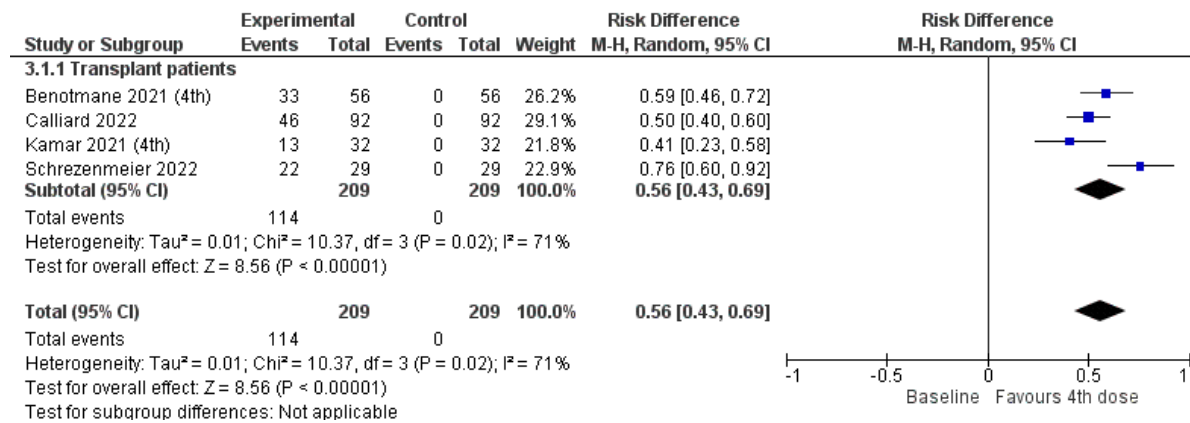 Experimental Control Risk Difference Risk Difference
Study or Subgroup Events Total Events Total Weight M-H, Random, 95% CI M-H, Random, 95% CI
3.1.1 Transplant patients
Benotmane 2021 (4th) 33 56 0 56 26.2% 0.59 [0.46, 0.72]
Calliard 2022 46 92 0 92 29.1% 0.50 [0.40, 0.60]
Kamar 2021 (4th) 13 32 0 32 21.8% 0.41 [0.23, 0.58]
Schrezenmeier 2022 22 29 0 29 22.9% 0.76 [0.60, 0.92]
Subtotal (95% CI) 209 209 100.0% 0.56 [0.43, 0.69]
Total events 114 0
Heterogeneity: Tau² = 0.01; Chi² = 10.37, df = 3 (P = 0.02); I² = 71%
Test for overall effect: Z = 8.56 (P < 0.00001)
Total (95% CI) 209 209 100.0% 0.56 [0.43, 0.69]
Total events 114 0
Heterogeneity: Tau² = 0.01; Chi² = 10.37, df = 3 (P = 0.02); I² = 71%
Test for overall effect: Z = 8.56 (P < 0.00001)
Test for subgroup differences: Not applicable
-1 -0.5 0 0.5 1
Baseline Favours 4th dose